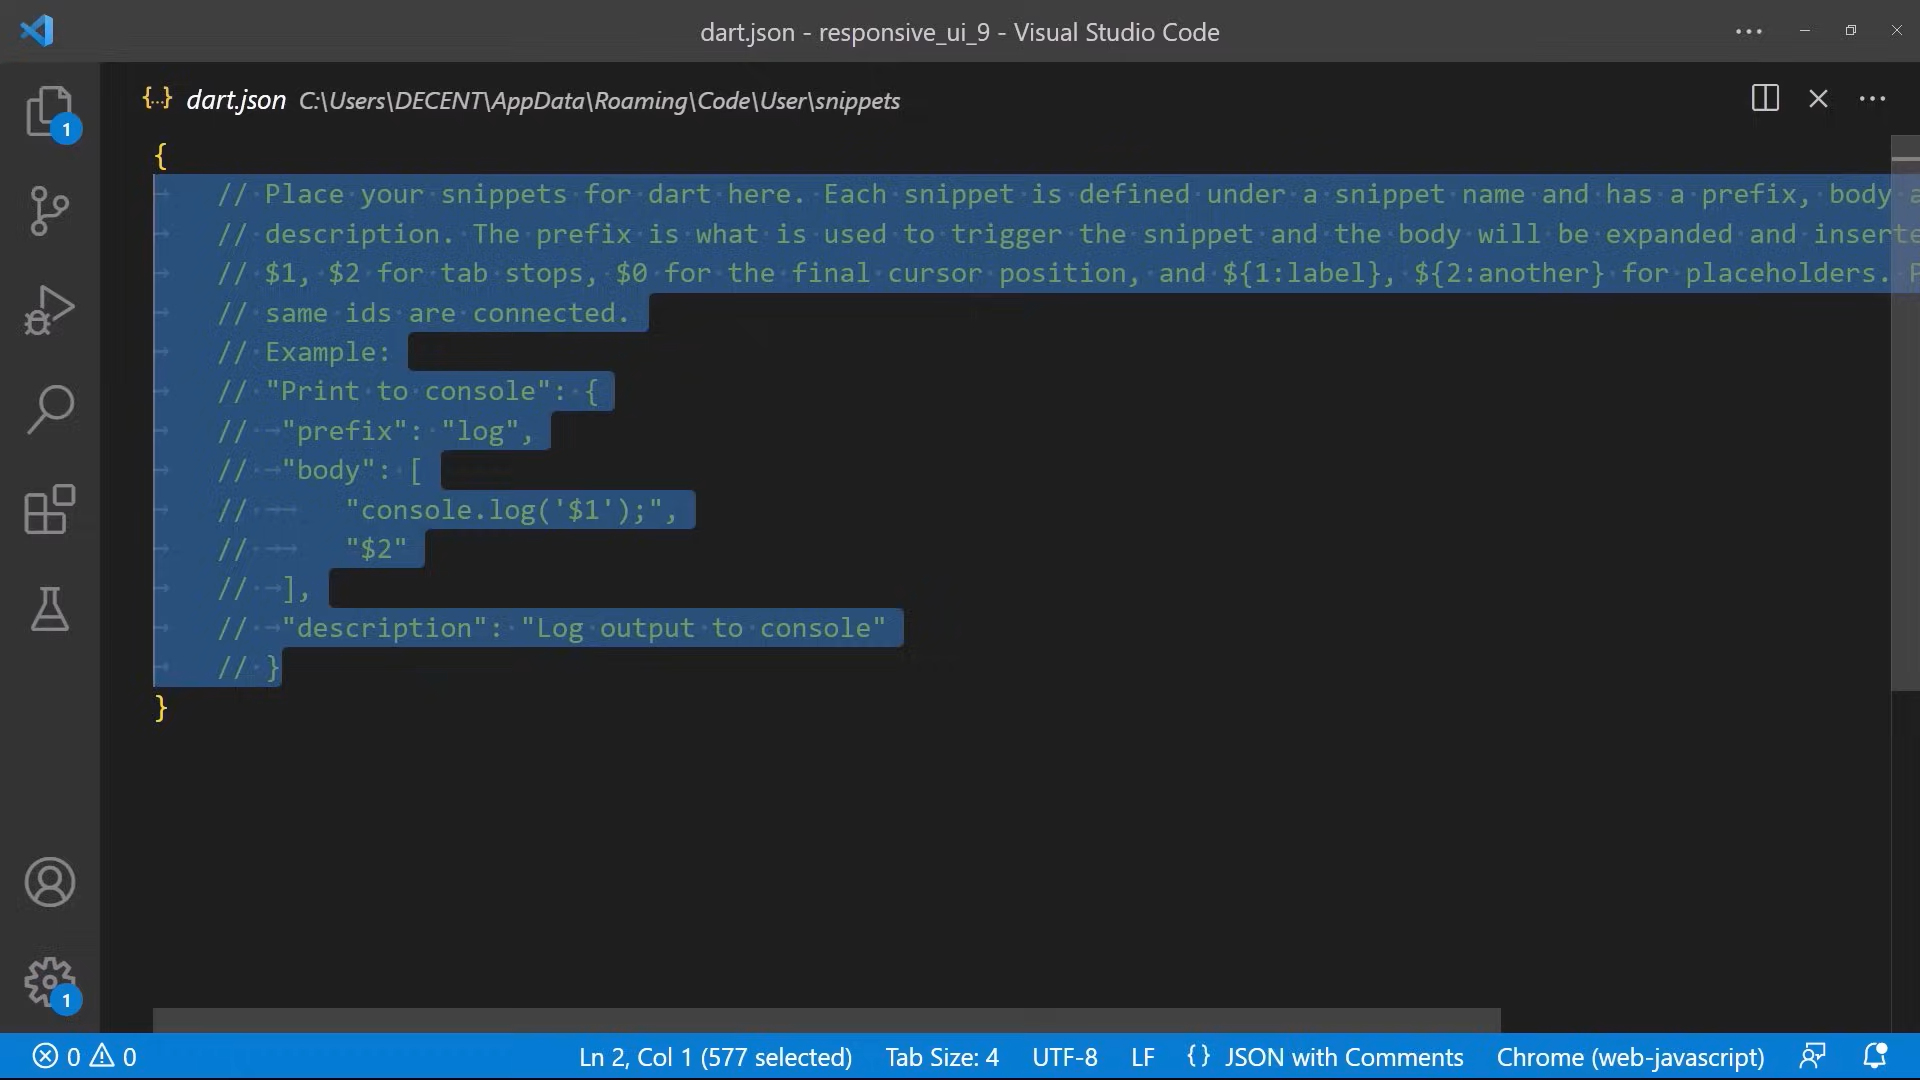 dart.json - responsive_ui_9 - Visual Studio Code
{..} dart.json C:\Users\DECENT\AppData\Roaming\Code\User\snippets
{
// Place your snippets for dart here. Each snippet is defined under a snippet name and has a prefix, body
// description. The prefix is what is used to trigger the snippet and the body will be expanded and inserte
// $1, $2 for tab stops, $0 for the final cursor position, and ${1:label}, ${2:another} for placeholders.
// same ids are connected.
// Example:
// "Print to console": {
// "prefix": "log",
// "body": [
// "console.log('$1');",
// "$2"
// ],
// "description": "Log output to console"
// }
}
1
1
0 0 Ln 2, Col 1 (577 selected) Tab Size: 4 UTF-8 LF {} JSON with Comments Chrome (web-javascript)